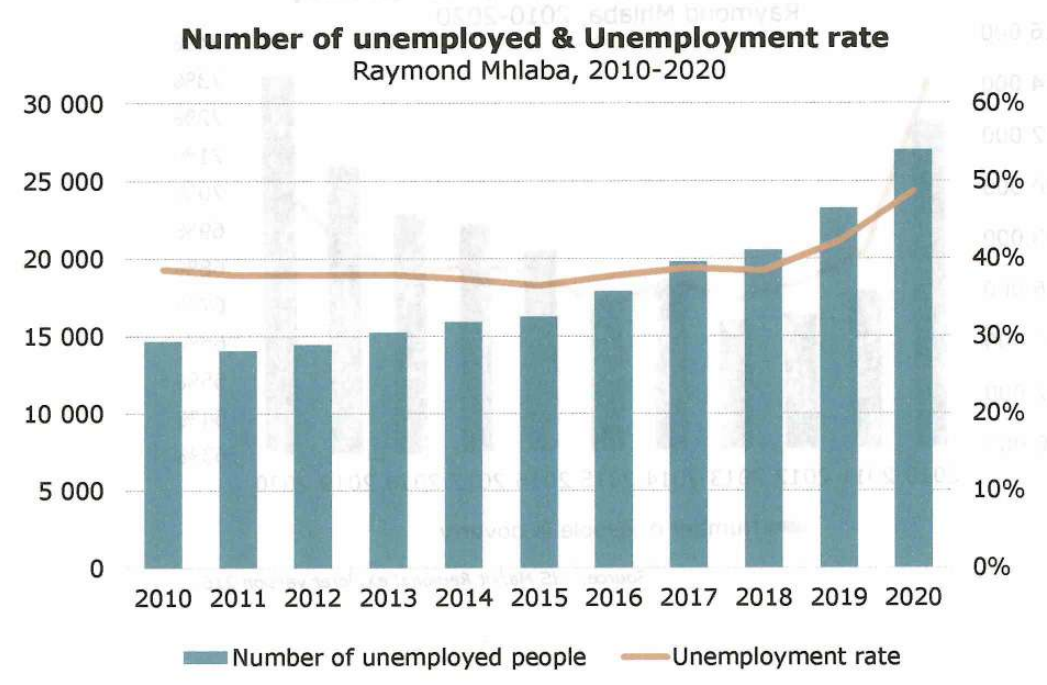 Number of unemployed & Unemployment rate
Raymond Mhlaba, 2010-2020
30 000
25 000
20 000
15 000
10 000
5 000
0
60%
50%
40%
30%
20%
10%
0%
2010 2011 2012 2013 2014 2015 2016 2017 2018 2019 2020
Number of unemployed people
Unemployment rate